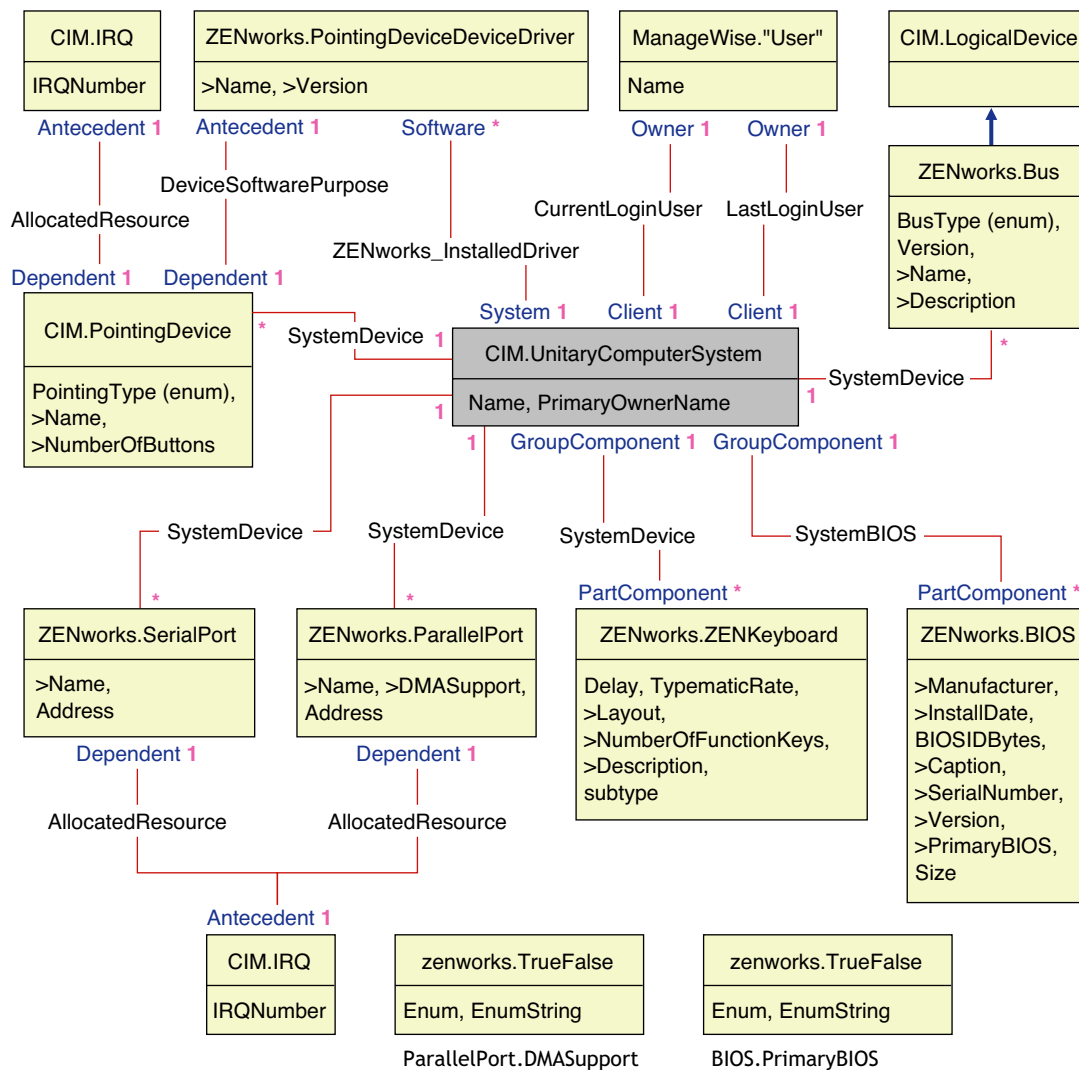 CIM.IRQ
IRQNumber
ZENworks.PointingDeviceDeviceDriver
>Name, >Version
ManageWise."User"
Name
CIM.LogicalDevice
Antecedent 1
Antecedent 1
Software *
Owner 1
Owner 1
AllocatedResource
DeviceSoftwarePurpose
ZENworks_InstalledDriver
CurrentLoginUser
LastLoginUser
ZENworks.Bus
BusType (enum),
Version,
>Name,
>Description
*
Dependent 1
Dependent 1
System 1
Client 1
Client 1
CIM.PointingDevice
PointingType (enum),
>Name,
>NumberOfButtons
*
SystemDevice
1
CIM.UnitaryComputerSystem
Name, PrimaryOwnerName
SystemDevice
1
1
1
GroupComponent 1
GroupComponent 1
SystemDevice
SystemDevice
SystemDevice
SystemBIOS
*
*
PartComponent *
PartComponent *
ZENworks.SerialPort
>Name,
Address
ZENworks.ParallelPort
>Name, >DMASupport,
Address
ZENworks.ZENKeyboard
Delay, TypematicRate,
>Layout,
>NumberOfFunctionKeys,
>Description,
subtype
ZENworks.BIOS
>Manufacturer,
>InstallDate,
BIOSIDBytes,
>Caption,
>SerialNumber,
>Version,
>PrimaryBIOS,
Size
Dependent 1
Dependent 1
AllocatedResource
AllocatedResource
Antecedent 1
CIM.IRQ
IRQNumber
zenworks.TrueFalse
Enum, EnumString
ParallelPort.DMASupport
zenworks.TrueFalse
Enum, EnumString
BIOS.PrimaryBIOS